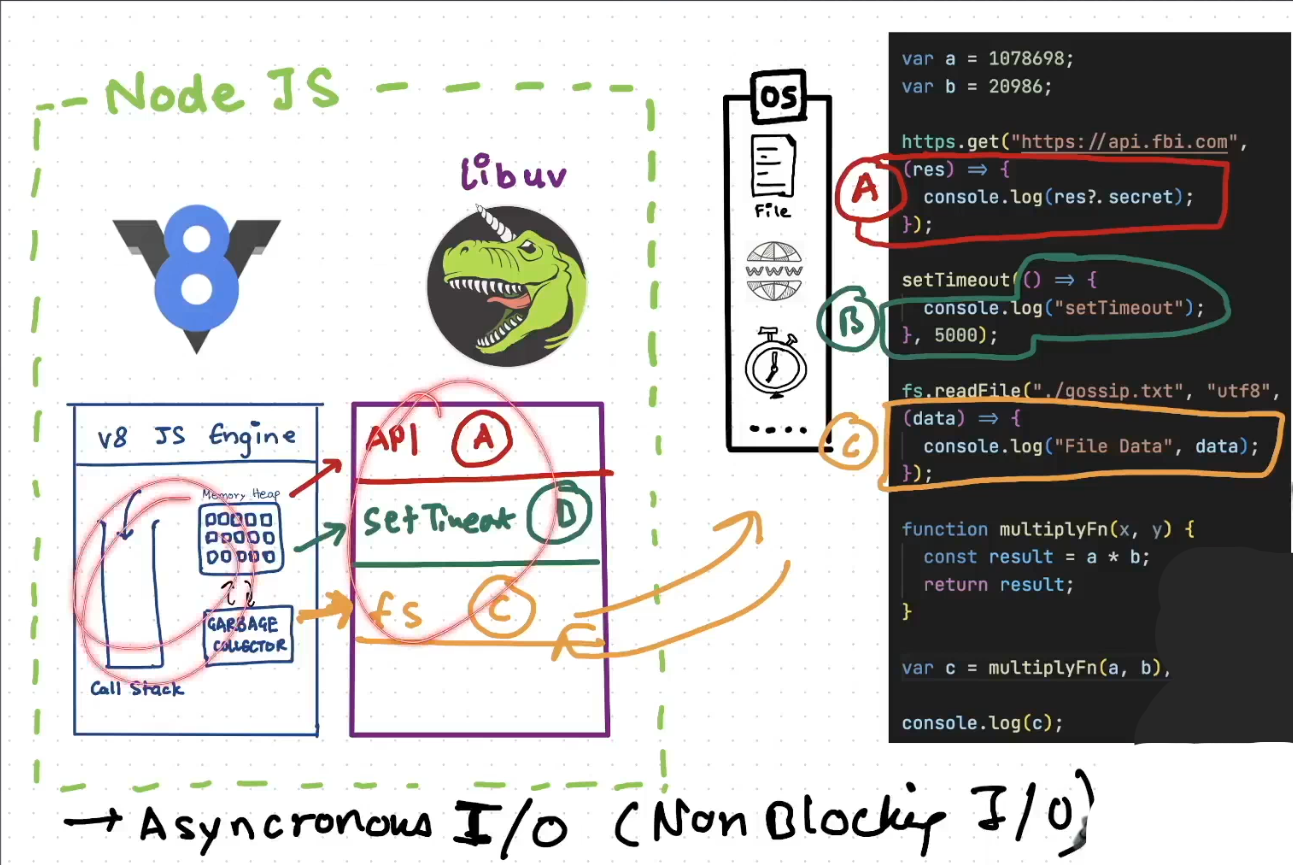 Node JS
8
libuv
V8 JS Engine
Memory Heap
GARBAGE
COLLECTOR
Call Stack
API A
setTimeout B
fs C
OS
File
www
A
B
C
var a = 1078698;
var b = 20986;
https.get("https://api.fbi.com",
(res) => {
console.log(res?.secret);
});
setTimeout(() => {
console.log("setTimeout");
}, 5000);
fs.readFile("./gossip.txt", "utf8",
(data) => {
console.log("File Data", data);
});
function multiplyFn(x, y) {
const result = a * b;
return result;
}
var c = multiplyFn(a, b),
console.log(c);
→ Asyncronous I/O (Non Blocking I/O)